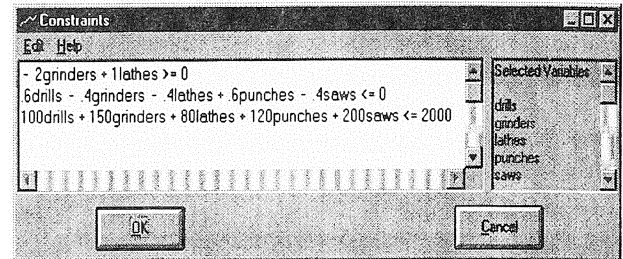 Constraints
Edit Help
- 2grinders + 1lathes >= 0
.6drills - .4grinders - .4lathes + .6punches - .4saws <= 0
100drills + 150grinders + 80lathes + 120punches + 200saws <= 2000
Selected Variables
drills
grinders
lathes
punches
saws
OK
Cancel